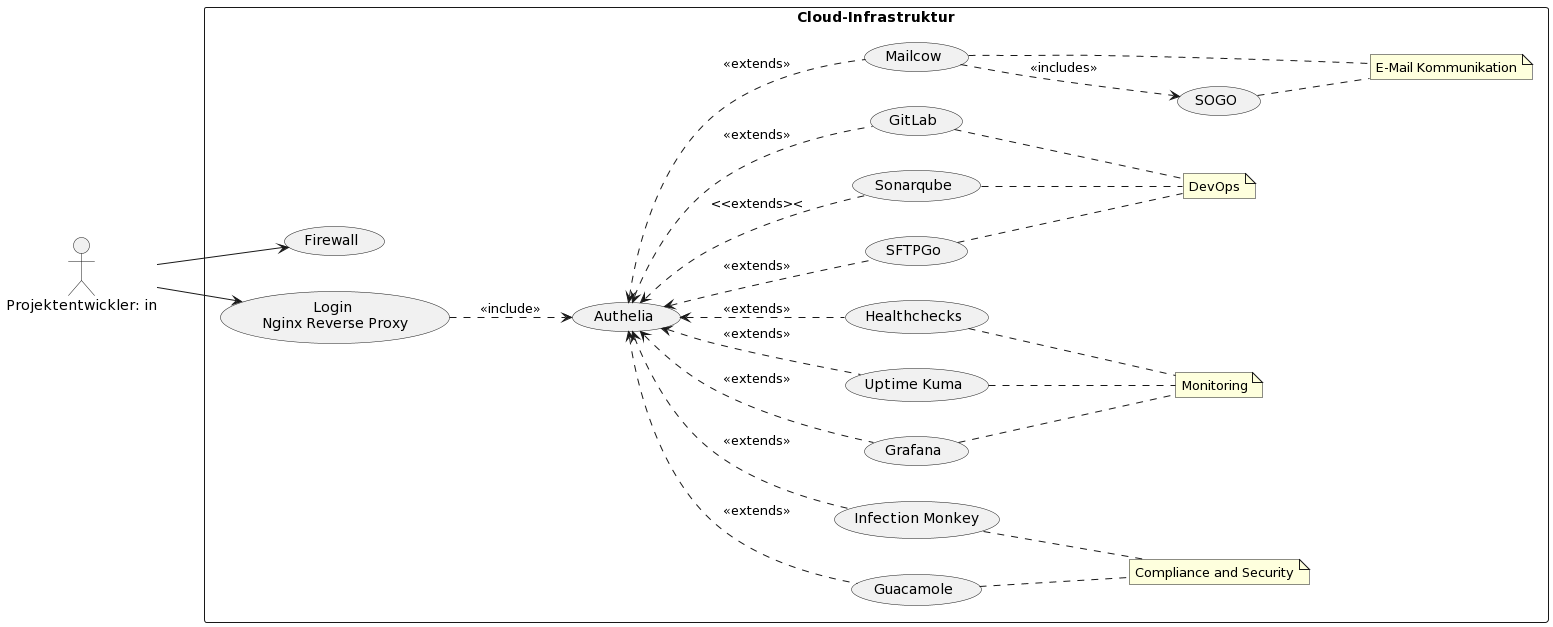 Cloud-Infrastruktur
Projektentwickler: in
Firewall
Login
Nginx Reverse Proxy
«include»
Authelia
«extends»
Mailcow
«includes»
SOGO
E-Mail Kommunikation
«extends»
GitLab
<<extends><
Sonarqube
DevOps
«extends»
SFTPGo
«extends»
Healthchecks
«extends»
Uptime Kuma
Monitoring
«extends»
Grafana
«extends»
Infection Monkey
Compliance and Security
«extends»
Guacamole